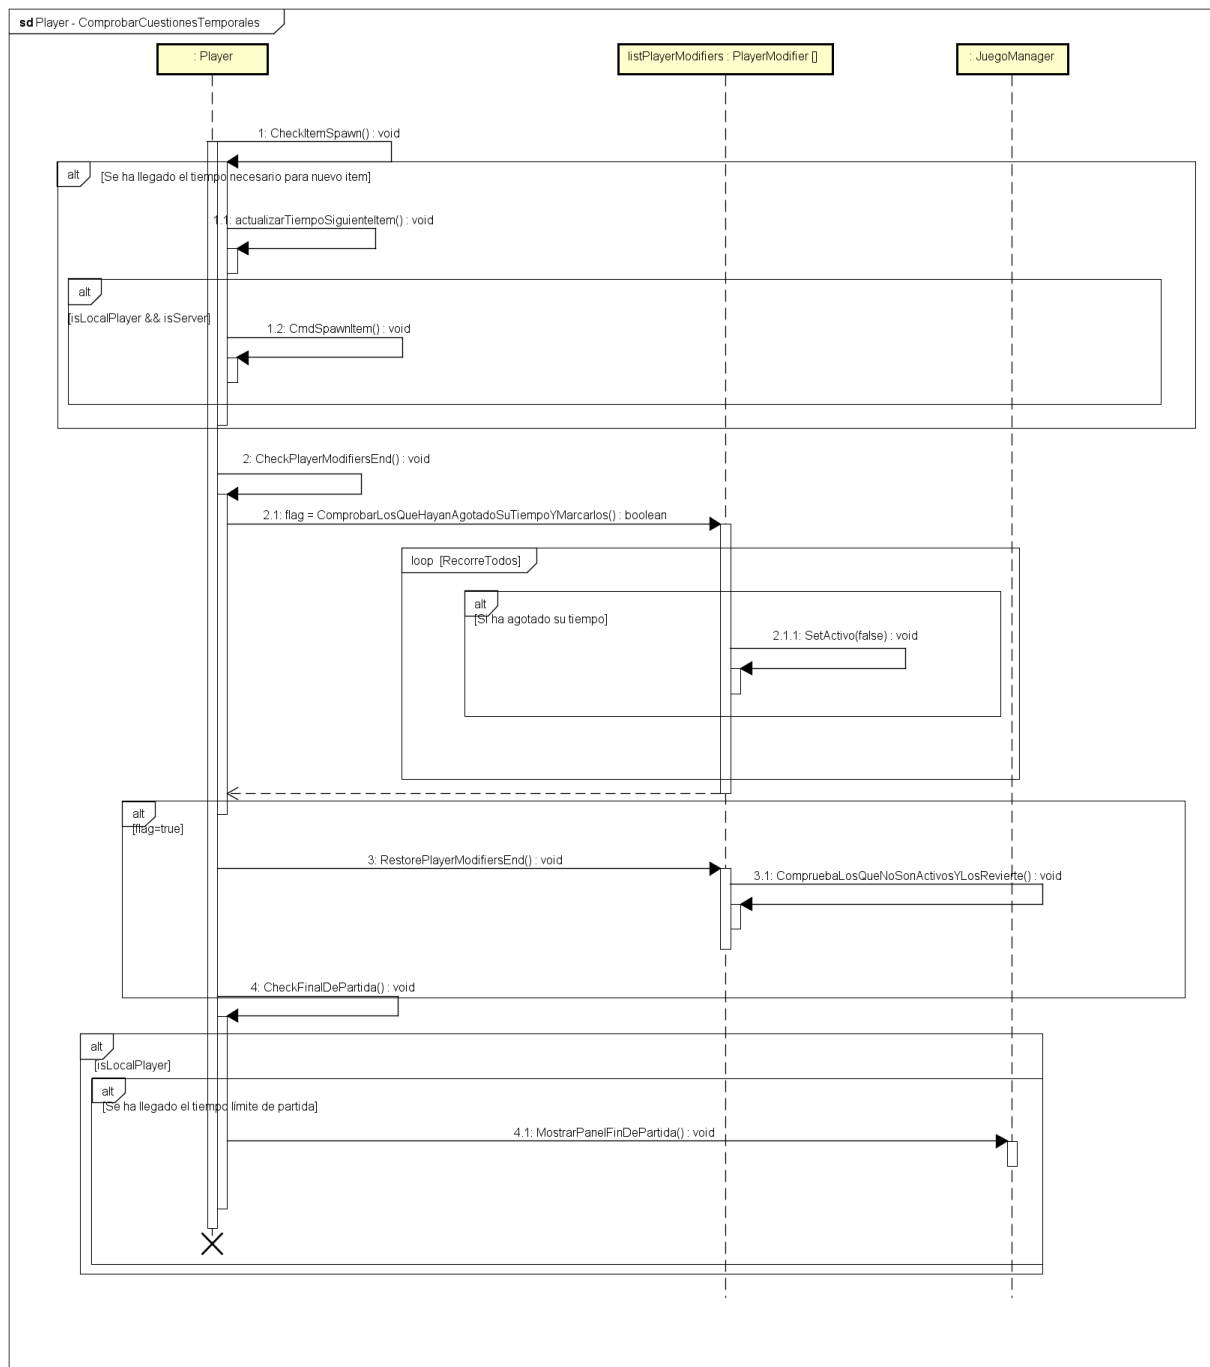 sd Player - ComprobarCuestionesTemporales
: Player
listPlayerModifiers : PlayerModifier []
: JuegoManager
1: CheckItemSpawn() : void
alt
[Se ha llegado el tiempo necesario para nuevo item]
1.1: actualizarTiempoSiguienteItem() : void
alt
[isLocalPlayer && isServer]
1.2: CmdSpawnItem() : void
2: CheckPlayerModifiersEnd() : void
2.1: flag = ComprobarLosQueHayanAgotadoSuTiempoYMarcarlos() : boolean
loop [RecorreTodos]
alt
[Si ha agotado su tiempo]
2.1.1: SetActivo(false) : void
alt
[flag=true]
3: RestorePlayerModifiersEnd() : void
3.1: CompruebaLosQueNoSonActivosYLosRevierte() : void
4: CheckFinalDePartida() : void
alt
[isLocalPlayer]
alt
[Se ha llegado el tiempo límite de partida]
4.1: MostrarPanelFinDePartida() : void